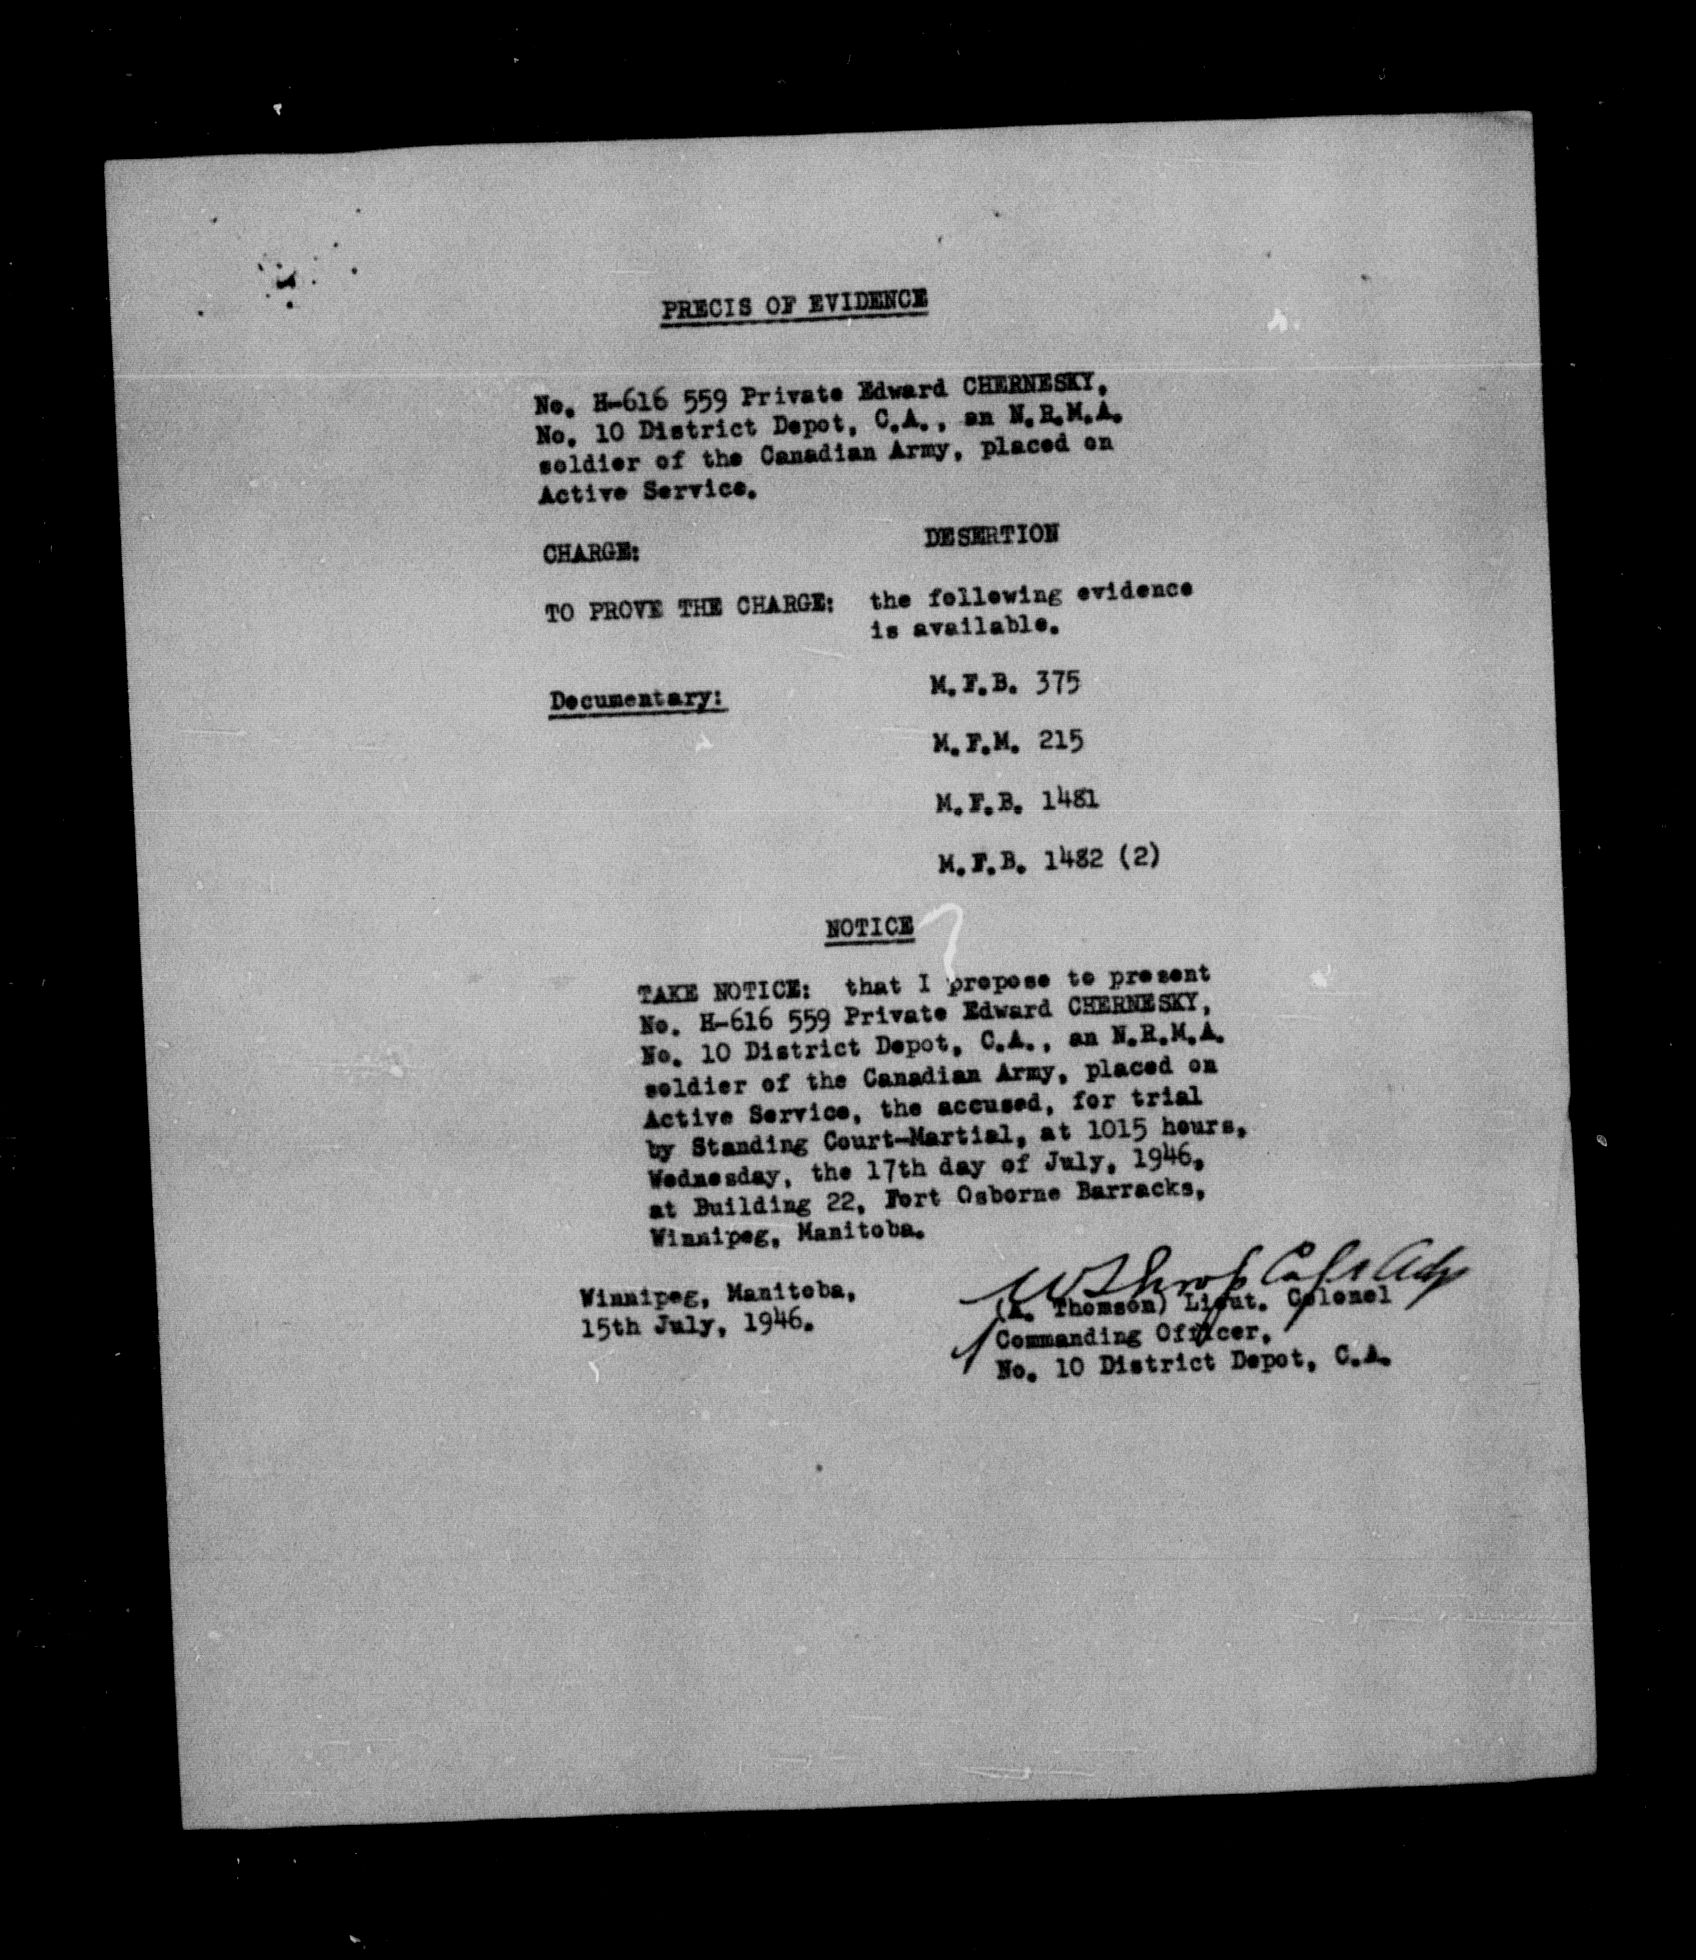 PRECIS OF EVIDENCE
No. H-616 559 Private Edward CHERNESKY,
No. 10 District Depot, C.A., an N.R.M.A.
soldier of the Canadian Army, placed on
Active Service.
CHARGE: DESERTION
TO PROVE THE CHARGE: the following evidence
is available.
Documentary: M.F.B. 375
M.F.M. 215
M.F.B. 1481
M.F.B. 1482 (2)
NOTICE
TAKE NOTICE: that I propose to present
No. H-616 559 Private Edward CHERNESKY,
No. 10 District Depot, C.A., an N.R.M.A.
soldier of the Canadian Army, placed on
Active Service, the accused, for trial
by Standing Court-Martial, at 1015 hours,
Wednesday, the 17th day of July, 1946,
at Building 22, Fort Osborne Barracks,
Winnipeg, Manitoba.
Winnipeg, Manitoba,
15th July, 1946.
Thomson) Lieut. Colonel
Commanding Officer,
No. 10 District Depot, C.A.